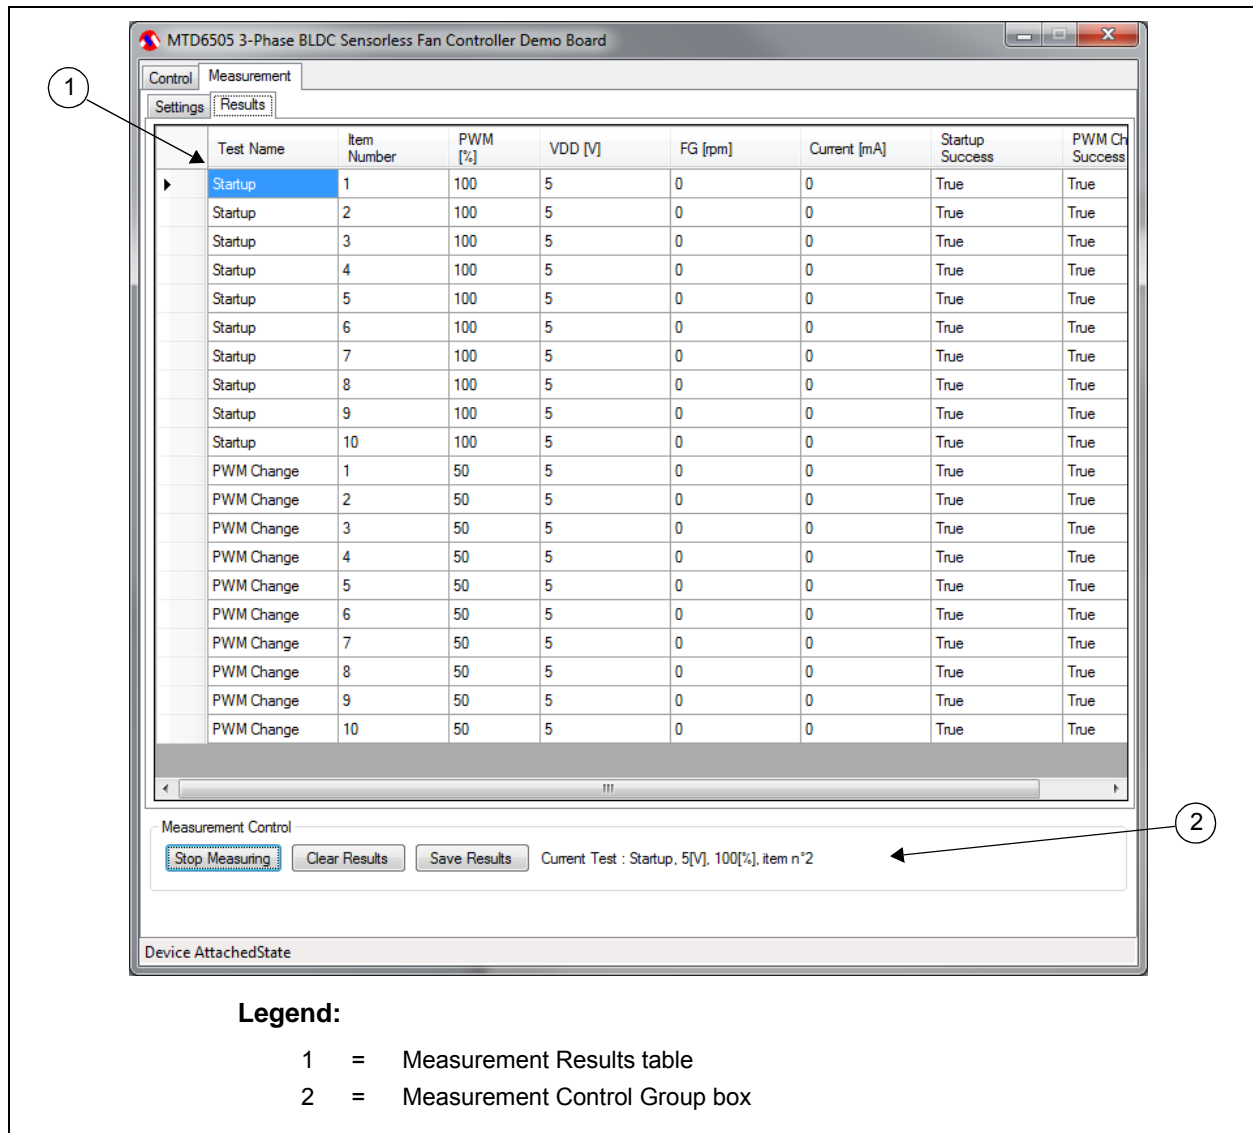 MTD6505 3-Phase BLDC Sensorless Fan Controller Demo Board
Control Measurement
1
Settings Results
Test Name Item Number PWM [%] VDD [V] FG [rpm] Current [mA] Startup Success PWM Ch Success
Startup 1 100 5 0 0 True True
Startup 2 100 5 0 0 True True
Startup 3 100 5 0 0 True True
Startup 4 100 5 0 0 True True
Startup 5 100 5 0 0 True True
Startup 6 100 5 0 0 True True
Startup 7 100 5 0 0 True True
Startup 8 100 5 0 0 True True
Startup 9 100 5 0 0 True True
Startup 10 100 5 0 0 True True
PWM Change 1 50 5 0 0 True True
PWM Change 2 50 5 0 0 True True
PWM Change 3 50 5 0 0 True True
PWM Change 4 50 5 0 0 True True
PWM Change 5 50 5 0 0 True True
PWM Change 6 50 5 0 0 True True
PWM Change 7 50 5 0 0 True True
PWM Change 8 50 5 0 0 True True
PWM Change 9 50 5 0 0 True True
PWM Change 10 50 5 0 0 True True
2
Measurement Control
Stop Measuring Clear Results Save Results Current Test : Startup, 5[V], 100[%], item n°2
Device AttachedState
Legend:
1 = Measurement Results table
2 = Measurement Control Group box